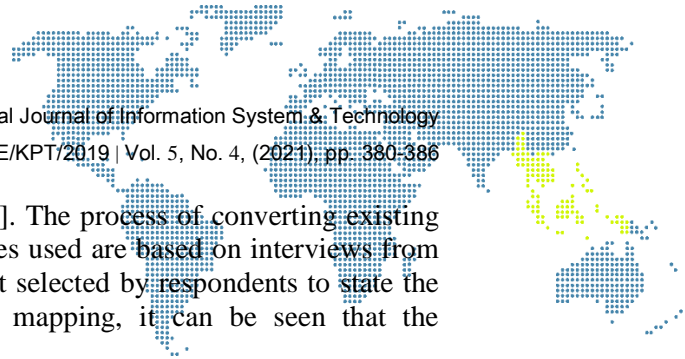 al Journal of Information System & Technology
E/KPT/2019 | Vol. 5, No. 4, (2021), pp. 380-386
]. The process of converting existing
es used are based on interviews from
t selected by respondents to state the
mapping, it can be seen that the